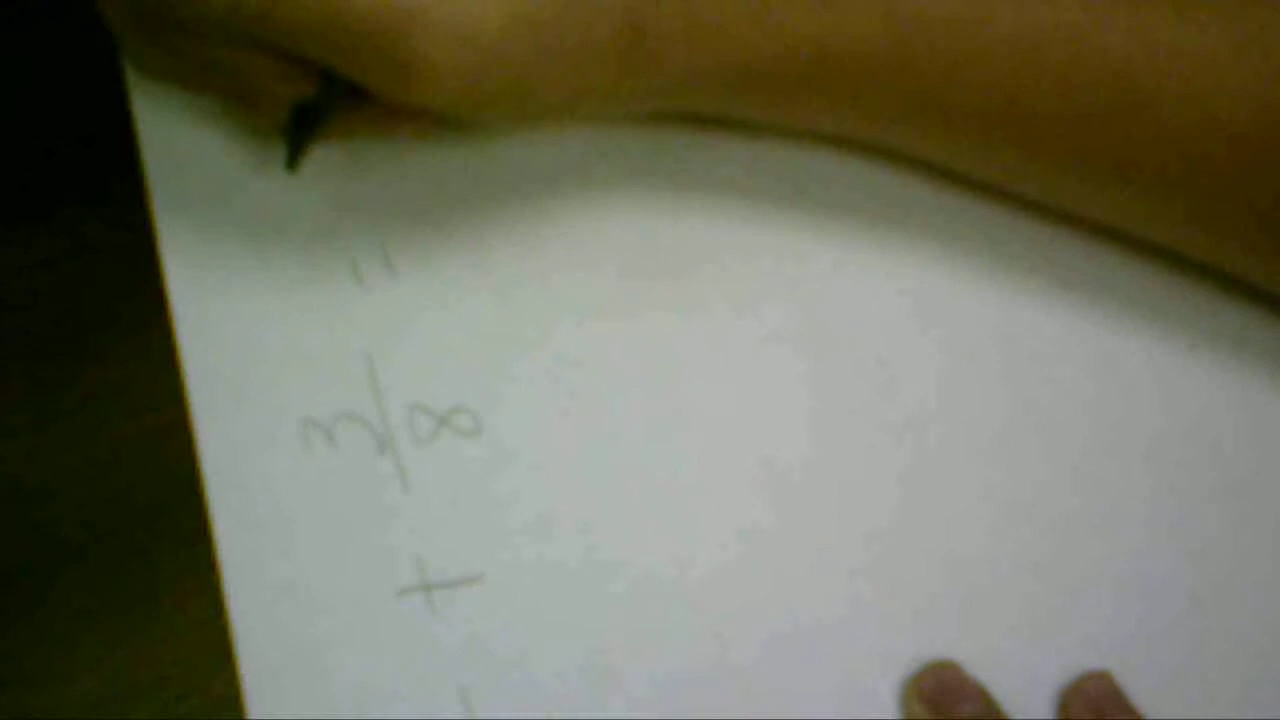 + 3/8 =